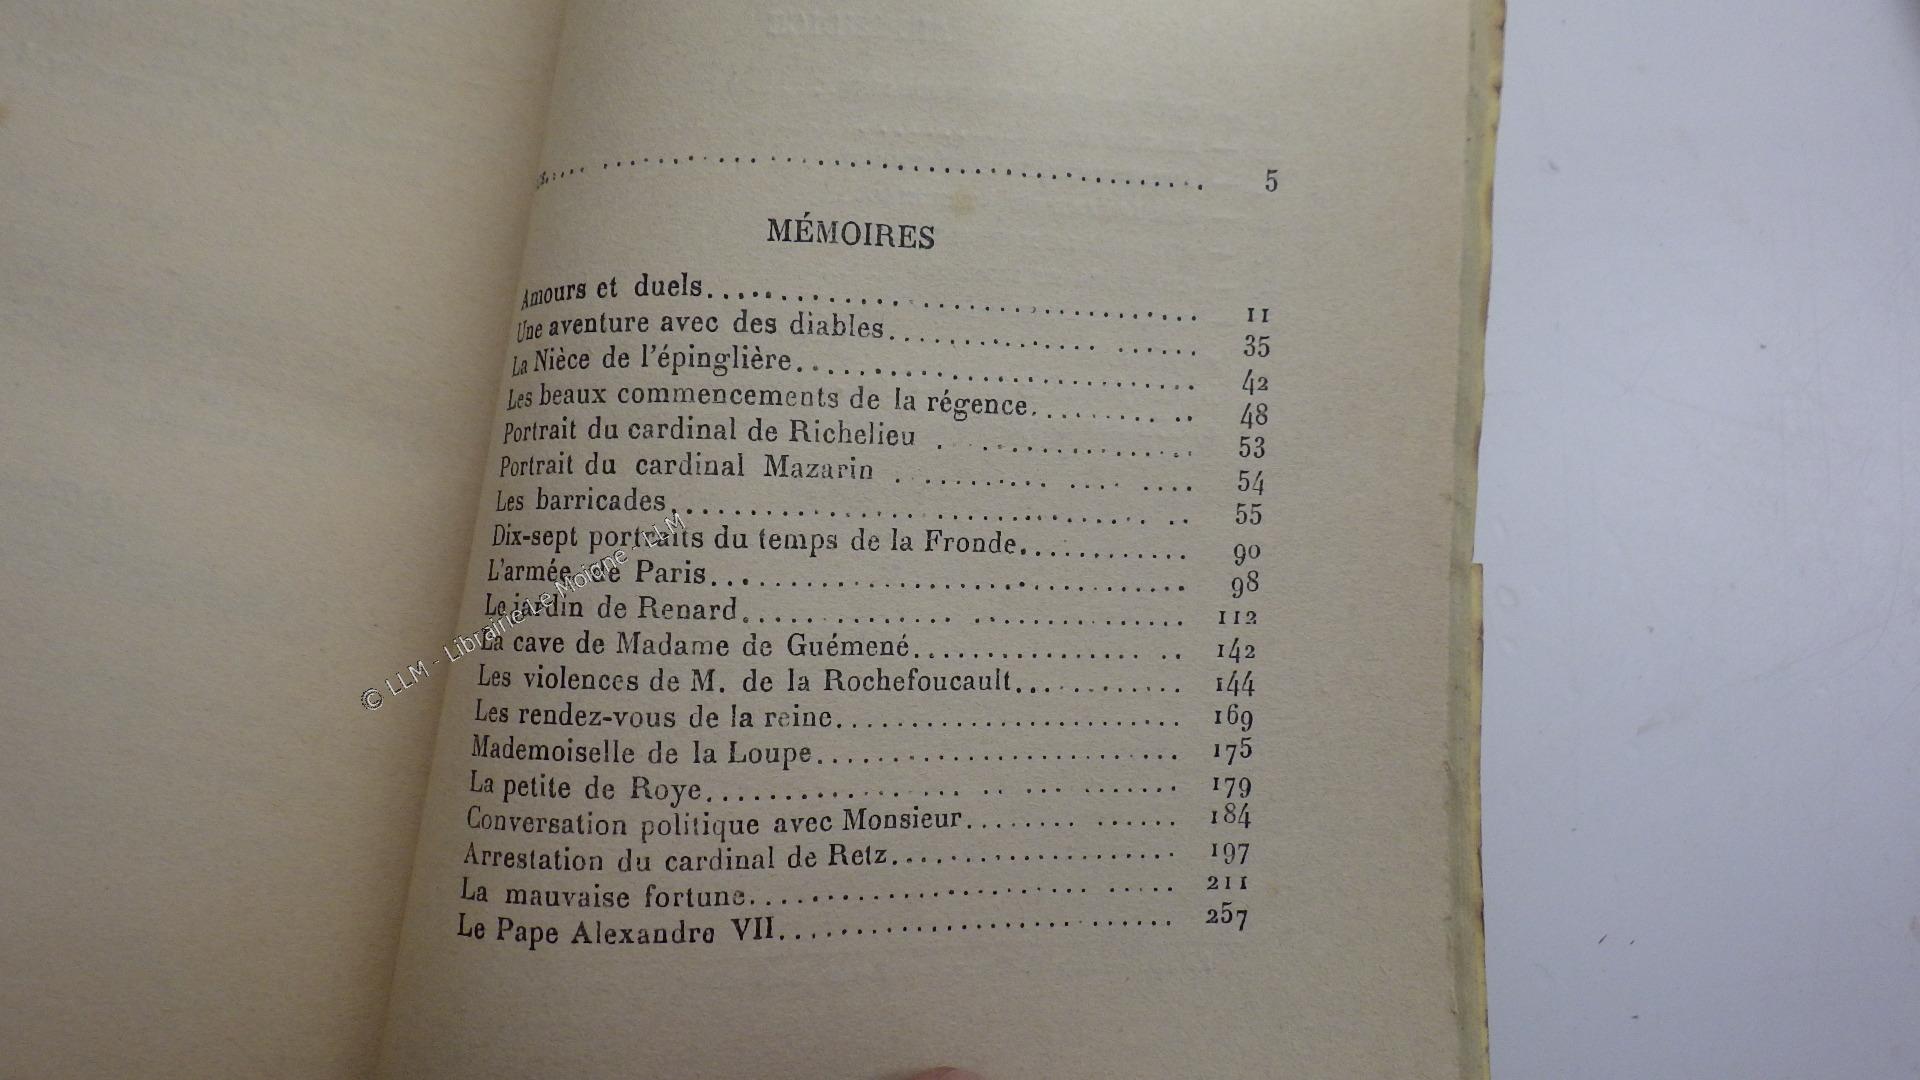 5
MÉMOIRES
Amours et duels 11
Une aventure avec des diables 35
La Nièce de l'épinglière 42
Les beaux commencements de la régence 48
Portrait du cardinal de Richelieu 53
Portrait du cardinal Mazarin 54
Les barricades 55
Dix-sept portraits du temps de la Fronde 90
L'armée de Paris 98
Le jardin de Renard 112
La cave de Madame de Guémené 142
Les violences de M. de la Rochefoucault 144
Les rendez-vous de la reine 169
Mademoiselle de la Loupe 175
La petite de Roye 179
Conversation politique avec Monsieur 184
Arrestation du cardinal de Retz 197
La mauvaise fortune 211
Le Pape Alexandre VII 257
© LLM - Librairie Le Moigne - LLM